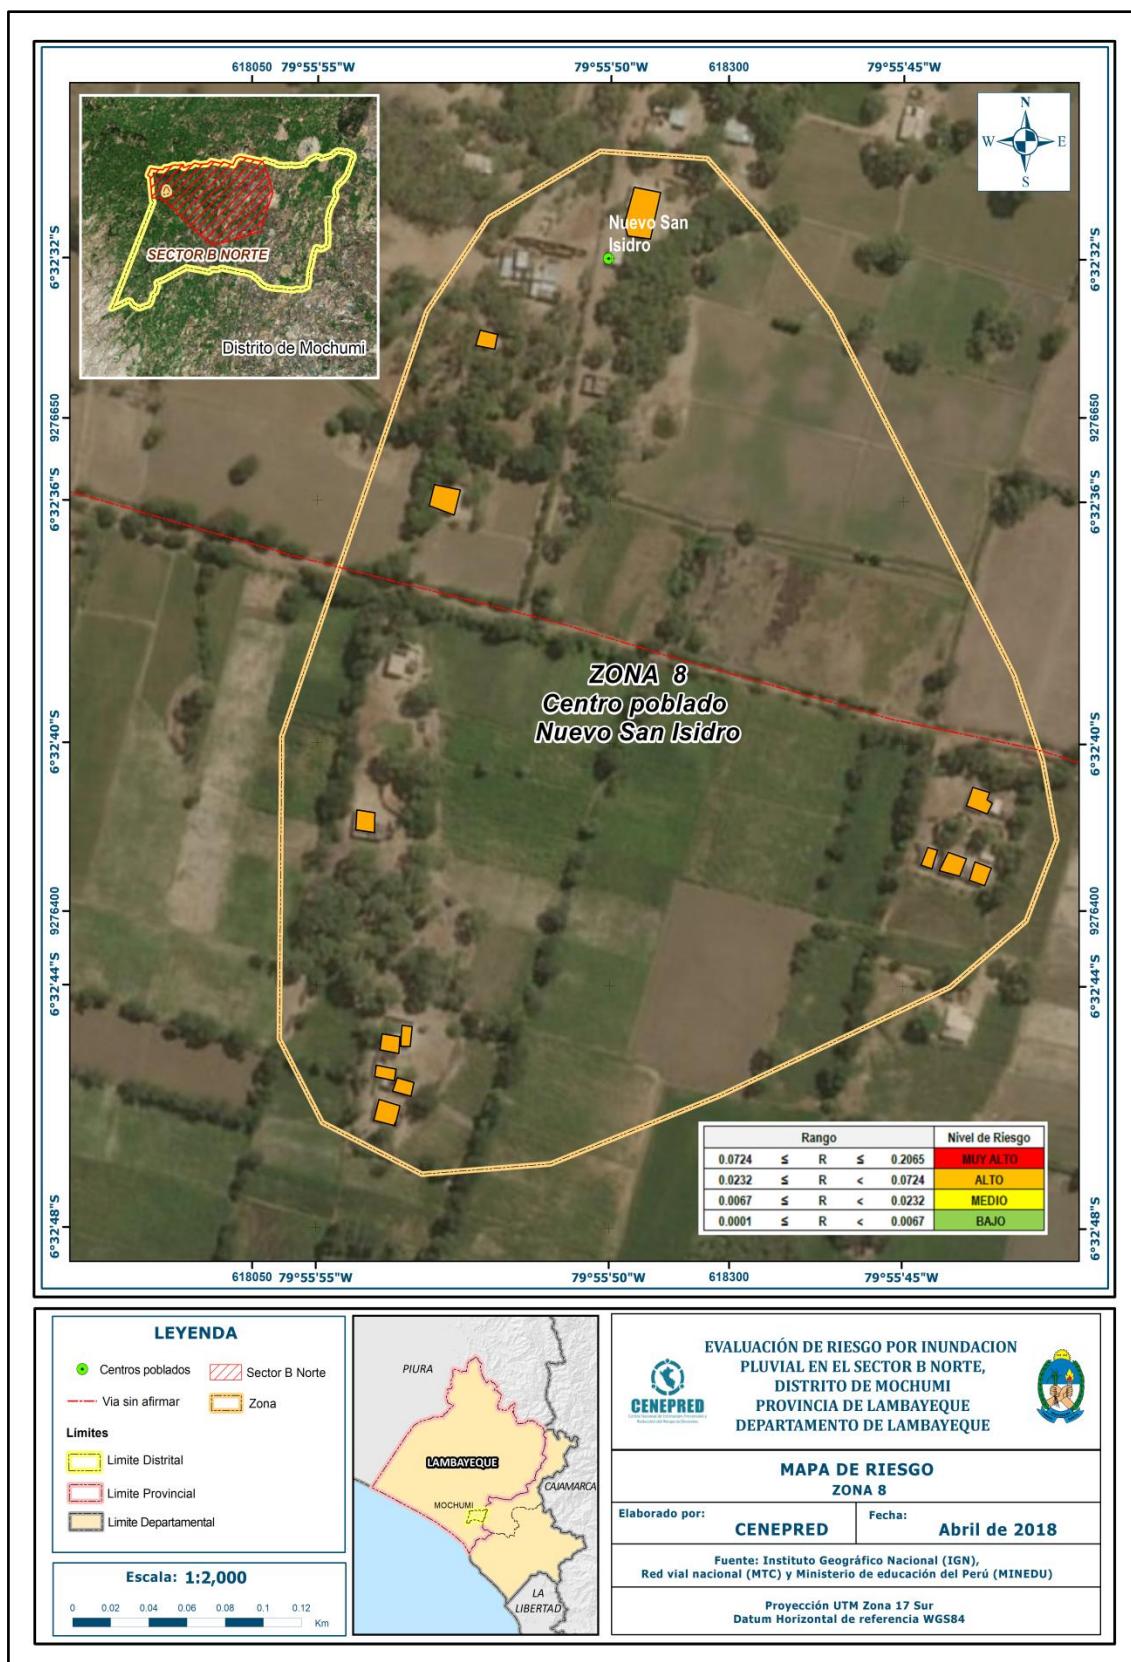 618050 79°55'55"W 79°55'50"W 618300 79°55'45"W
N
W E
S
SECTOR B NORTE
Distrito de Mochumi
Nuevo San
Isidro
6°32'32"S 6°32'32"S
9276650 9276650
6°32'36"S 6°32'36"S
ZONA 8
Centro poblado
Nuevo San Isidro
6°32'40"S 6°32'40"S
9276400 9276400
6°32'44"S 6°32'44"S
Rango Nivel de Riesgo
0.0724 ≤ R ≤ 0.2065 MUY ALTO
0.0232 ≤ R < 0.0724 ALTO
0.0067 ≤ R < 0.0232 MEDIO
0.0001 ≤ R < 0.0067 BAJO
6°32'48"S 6°32'48"S
618050 79°55'55"W 79°55'50"W 618300 79°55'45"W
LEYENDA
Centros poblados Sector B Norte
Via sin afirmar Zona
Límites
Limite Distrital
Limite Provincial
Limite Departamental
Escala: 1:2,000
0 0.02 0.04 0.06 0.08 0.1 0.12
Km
PIURA
LAMBAYEQUE
CAJAMARCA
MOCHUMI
LA
LIBERTAD
CENEPRED
EVALUACIÓN DE RIESGO POR INUNDACION
PLUVIAL EN EL SECTOR B NORTE,
DISTRITO DE MOCHUMI
PROVINCIA DE LAMBAYEQUE
DEPARTAMENTO DE LAMBAYEQUE
MAPA DE RIESGO
ZONA 8
Elaborado por: CENEPRED
Fecha: Abril de 2018
Fuente: Instituto Geográfico Nacional (IGN),
Red vial nacional (MTC) y Ministerio de educación del Perú (MINEDU)
Proyección UTM Zona 17 Sur
Datum Horizontal de referencia WGS84